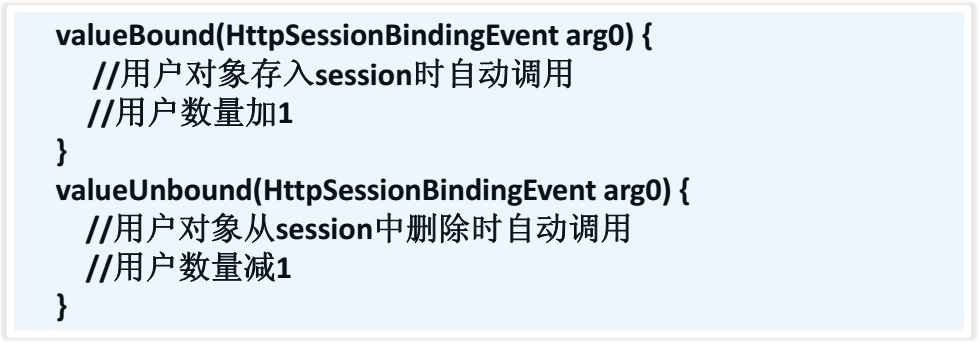 valueBound(HttpSessionBindingEvent arg0) {
//用户对象存入session时自动调用
//用户数量加1
}
valueUnbound(HttpSessionBindingEvent arg0) {
//用户对象从session中删除时自动调用
//用户数量减1
}